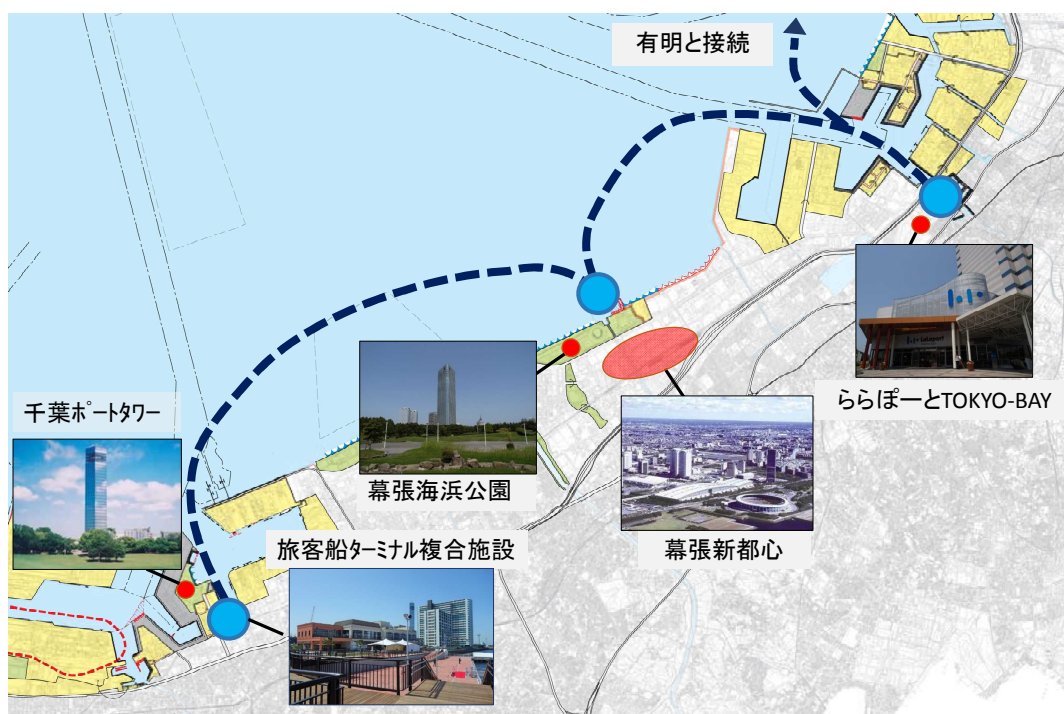 有明と接続
ららぽーとTOKYO-BAY
千葉ポートタワー
幕張海浜公園
幕張新都心
旅客船ターミナル複合施設